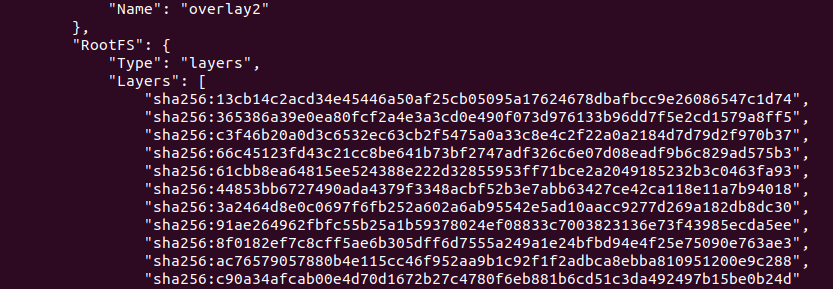 "Name": "overlay2"
},
"RootFS": {
"Type": "layers",
"Layers": [
"sha256:13cb14c2acd34e45446a50af25cb05095a17624678dbafbcc9e26086547c1d74",
"sha256:365386a39e0ea80fcf2a4e3a3cd0e490f073d976133b96dd7f5e2cd1579a8ff5",
"sha256:c3f46b20a0d3c6532ec63cb2f5475a0a33c8e4c2f22a0a2184d7d79d2f970b37",
"sha256:66c45123fd43c21cc8be641b73bf2747adf326c6e07d08eadf9b6c829ad575b3",
"sha256:61cbb8ea64815ee524388e222d32855953ff71bce2a2049185232b3c0463fa93",
"sha256:44853bb6727490ada4379f3348acbf52b3e7abb63427ce42ca118e11a7b94018",
"sha256:3a2464d8e0c0697f6fb252a602a6ab95542e5ad10aacc9277d269a182db8dc30",
"sha256:91ae264962fbfc55b25a1b59378024ef08833c7003823136e73f43985ecda5ee",
"sha256:8f0182ef7c8cff5ae6b305dff6d7555a249a1e24bfbd94e4f25e75090e763ae3",
"sha256:ac76579057880b4e115cc46f952aa9b1c92f1f2adbca8ebba810951200e9c288",
"sha256:c90a34afcab00e4d70d1672b27c4780f6eb881b6cd51c3da492497b15be0b24d"